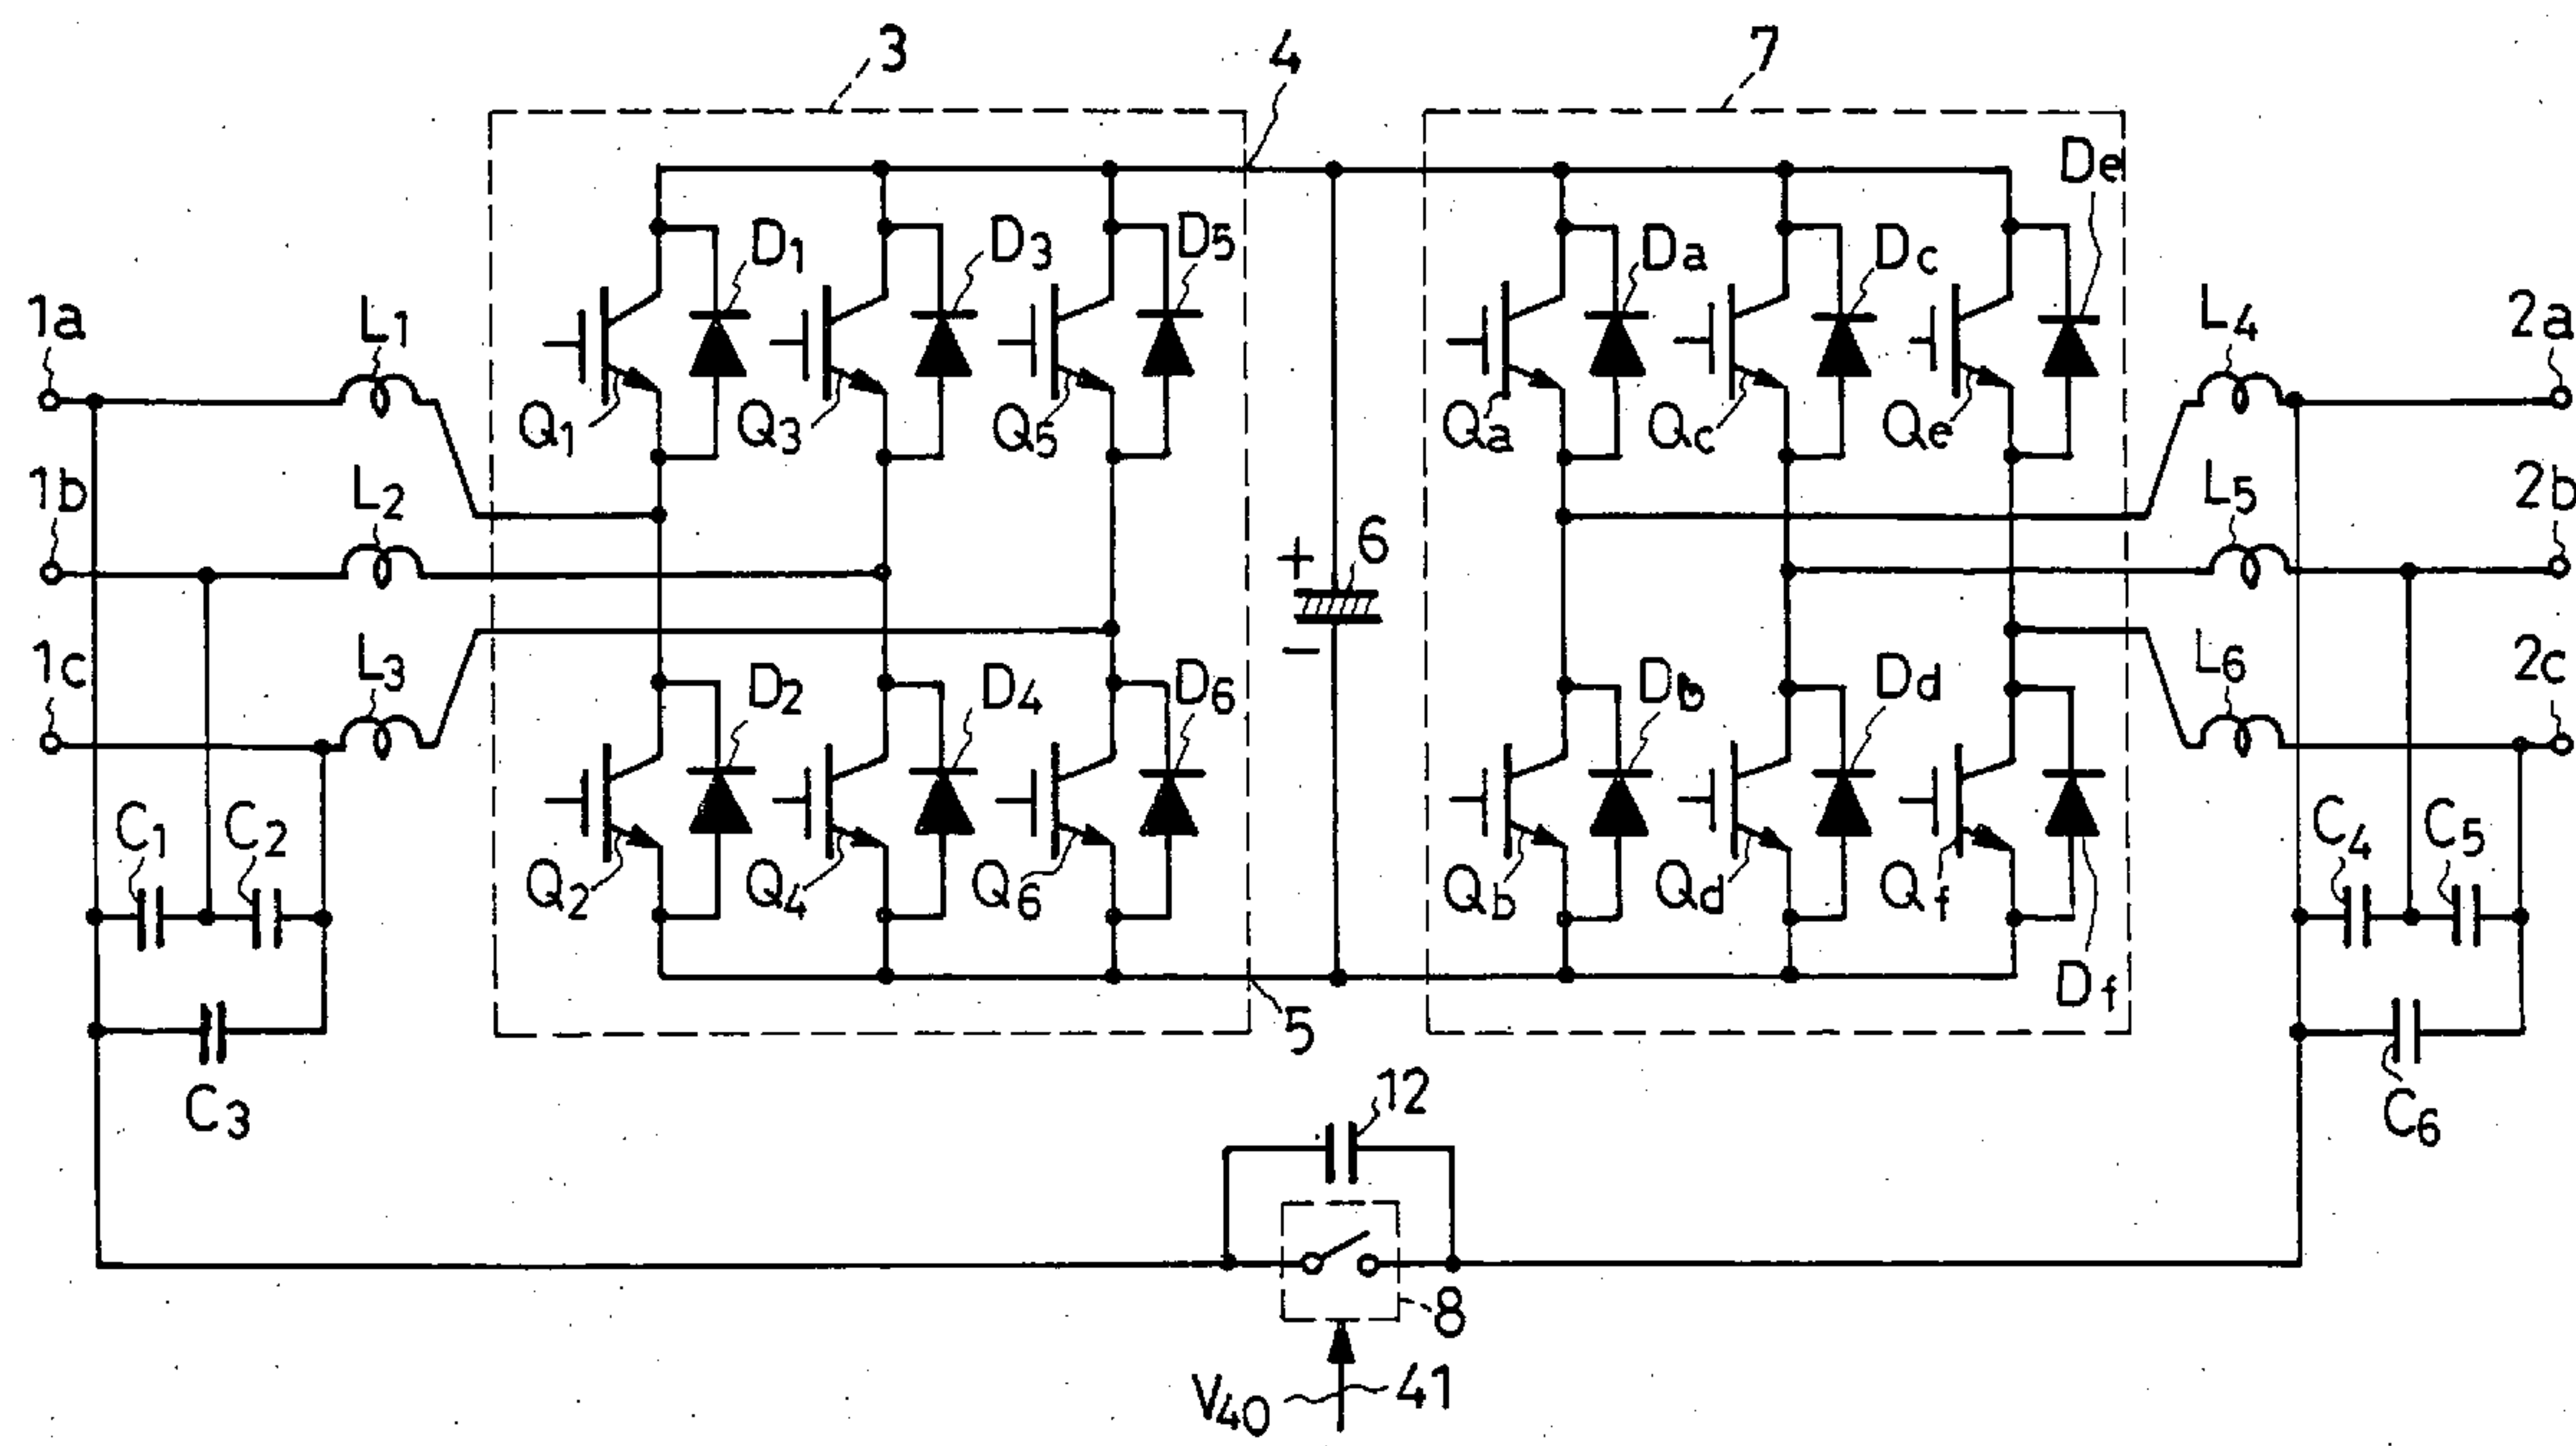 3 4 7
D1 D3 D5 Da Dc De
1a L1 L4 2a
Q1 Q3 Q5 Qa Qc Qe
1b L2 L5 2b
+ 6
−
1c L3 D2 D4 D6 Db Dd L6 2c
C1 C2 C4 C5
Q2 Q4 Q6 Qb Qd Qf
5 Df
C3 12 C6
8
V40 41